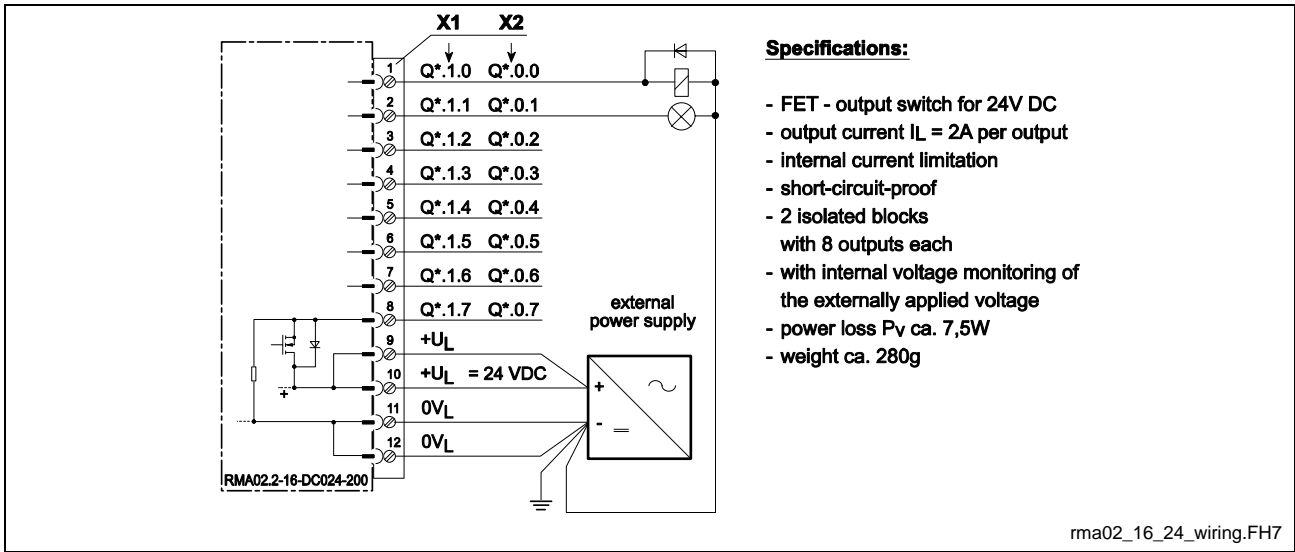 X1 X2
1 Q*.1.0 Q*.0.0
2 Q*.1.1 Q*.0.1
3 Q*.1.2 Q*.0.2
4 Q*.1.3 Q*.0.3
5 Q*.1.4 Q*.0.4
6 Q*.1.5 Q*.0.5
7 Q*.1.6 Q*.0.6
8 Q*.1.7 Q*.0.7
9 +UL
10 +UL = 24 VDC
11 0VL
12 0VL
+
RMA02.2-16-DC024-200
external
power supply
+
-
Specifications:
- FET - output switch for 24V DC
- output current IL = 2A per output
- internal current limitation
- short-circuit-proof
- 2 isolated blocks
with 8 outputs each
- with internal voltage monitoring of
the externally applied voltage
- power loss PV ca. 7,5W
- weight ca. 280g
rma02_16_24_wiring.FH7